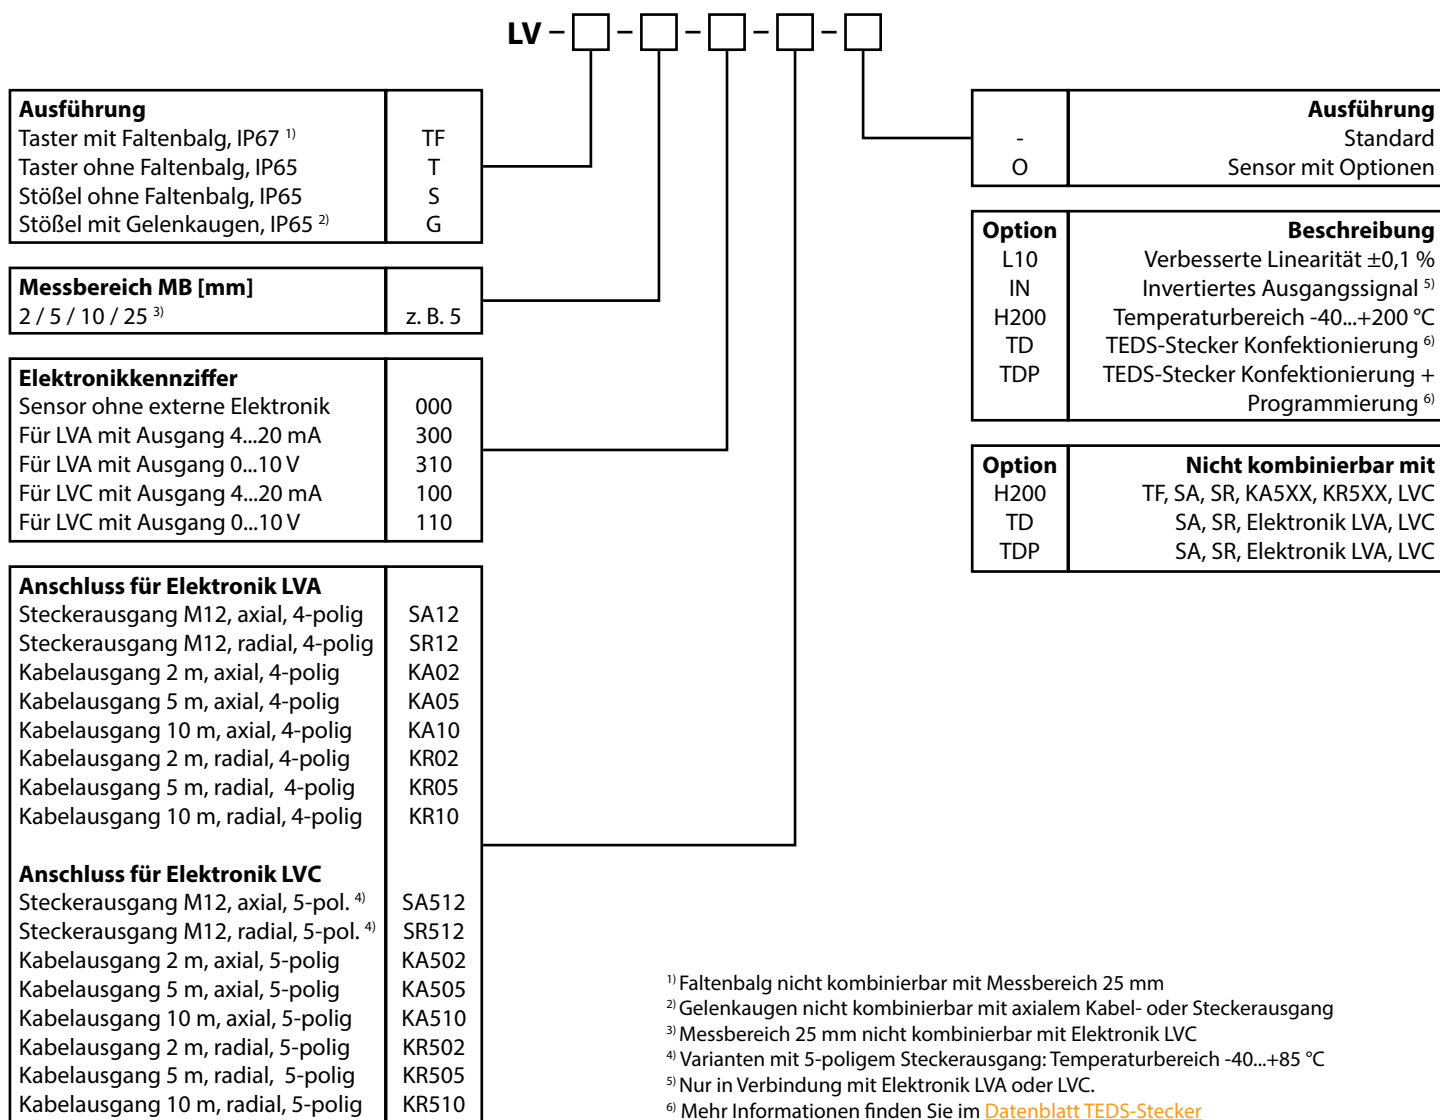 LV – – – – –
Ausführung
Taster mit Faltenbalg, IP67 1) TF
Taster ohne Faltenbalg, IP65 T
Stößel ohne Faltenbalg, IP65 S
Stößel mit Gelenkaugen, IP65 2) G
Messbereich MB [mm]
2 / 5 / 10 / 25 3) z. B. 5
Elektronikkennziffer
Sensor ohne externe Elektronik 000
Für LVA mit Ausgang 4...20 mA 300
Für LVA mit Ausgang 0...10 V 310
Für LVC mit Ausgang 4...20 mA 100
Für LVC mit Ausgang 0...10 V 110
Anschluss für Elektronik LVA
Steckerausgang M12, axial, 4-polig SA12
Steckerausgang M12, radial, 4-polig SR12
Kabelausgang 2 m, axial, 4-polig KA02
Kabelausgang 5 m, axial, 4-polig KA05
Kabelausgang 10 m, axial, 4-polig KA10
Kabelausgang 2 m, radial, 4-polig KR02
Kabelausgang 5 m, radial, 4-polig KR05
Kabelausgang 10 m, radial, 4-polig KR10
Anschluss für Elektronik LVC
Steckerausgang M12, axial, 5-pol. 4) SA512
Steckerausgang M12, radial, 5-pol. 4) SR512
Kabelausgang 2 m, axial, 5-polig KA502
Kabelausgang 5 m, axial, 5-polig KA505
Kabelausgang 10 m, axial, 5-polig KA510
Kabelausgang 2 m, radial, 5-polig KR502
Kabelausgang 5 m, radial, 5-polig KR505
Kabelausgang 10 m, radial, 5-polig KR510
Ausführung
- Standard
O Sensor mit Optionen
Option Beschreibung
L10 Verbesserte Linearität ±0,1 %
IN Invertiertes Ausgangssignal 5)
H200 Temperaturbereich -40...+200 °C
TD TEDS-Stecker Konfektionierung 6)
TDP TEDS-Stecker Konfektionierung +
Programmierung 6)
Option Nicht kombinierbar mit
H200 TF, SA, SR, KA5XX, KR5XX, LVC
TD SA, SR, Elektronik LVA, LVC
TDP SA, SR, Elektronik LVA, LVC
1) Faltenbalg nicht kombinierbar mit Messbereich 25 mm
2) Gelenkaugen nicht kombinierbar mit axialem Kabel- oder Steckerausgang
3) Messbereich 25 mm nicht kombinierbar mit Elektronik LVC
4) Varianten mit 5-poligem Steckerausgang: Temperaturbereich -40...+85 °C
5) Nur in Verbindung mit Elektronik LVA oder LVC.
6) Mehr Informationen finden Sie im Datenblatt TEDS-Stecker